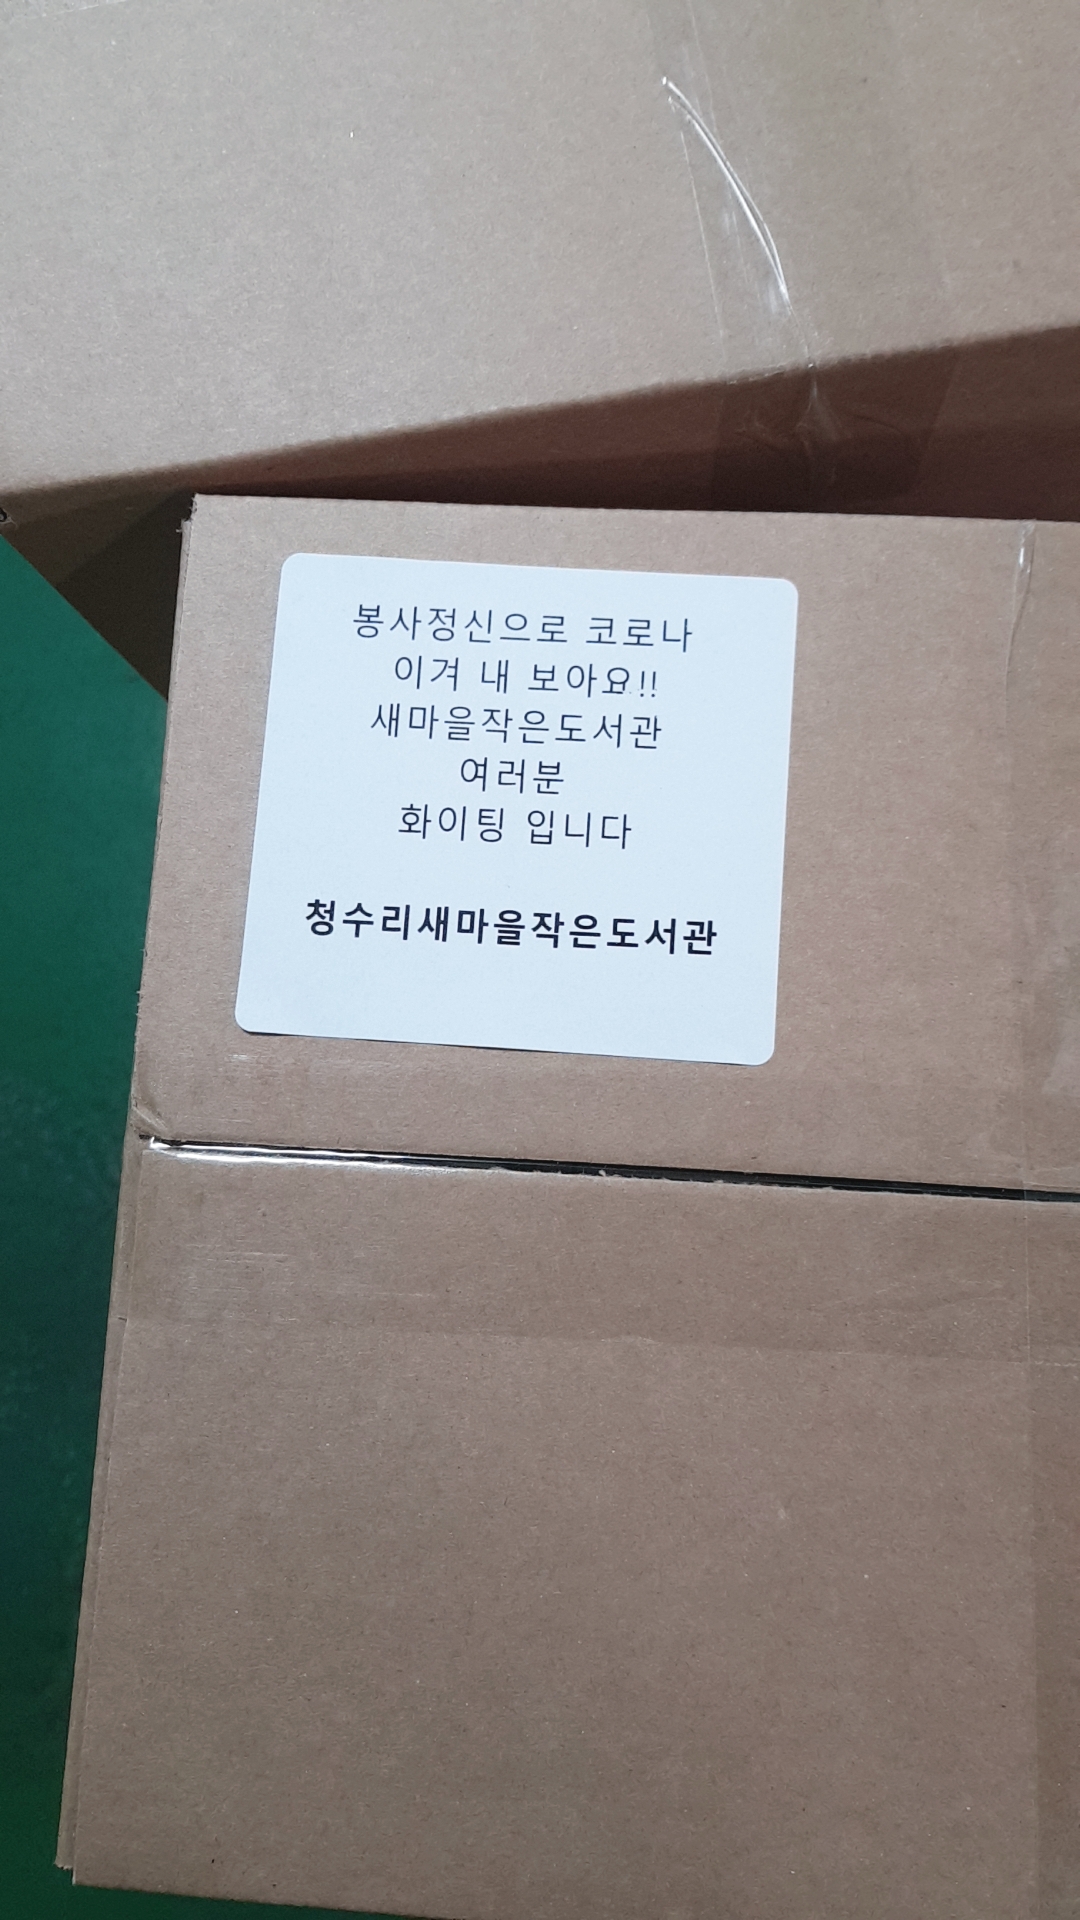 봉사정신으로 코로나
이겨 내 보아요!!
새마을작은도서관
여러분
화이팅 입니다
청수리새마을작은도서관